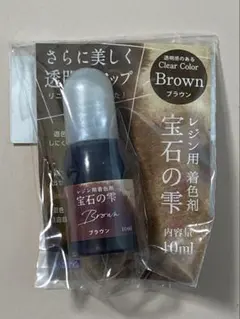 さらに美しく
透明
ップ
透明感のある
Clear Color
Brown
ブラウン
レジン用 着色剤
宝石の雫
内容量
10ml
レジン用着色剤
宝石の雫
Brown
ブラウン
10ml